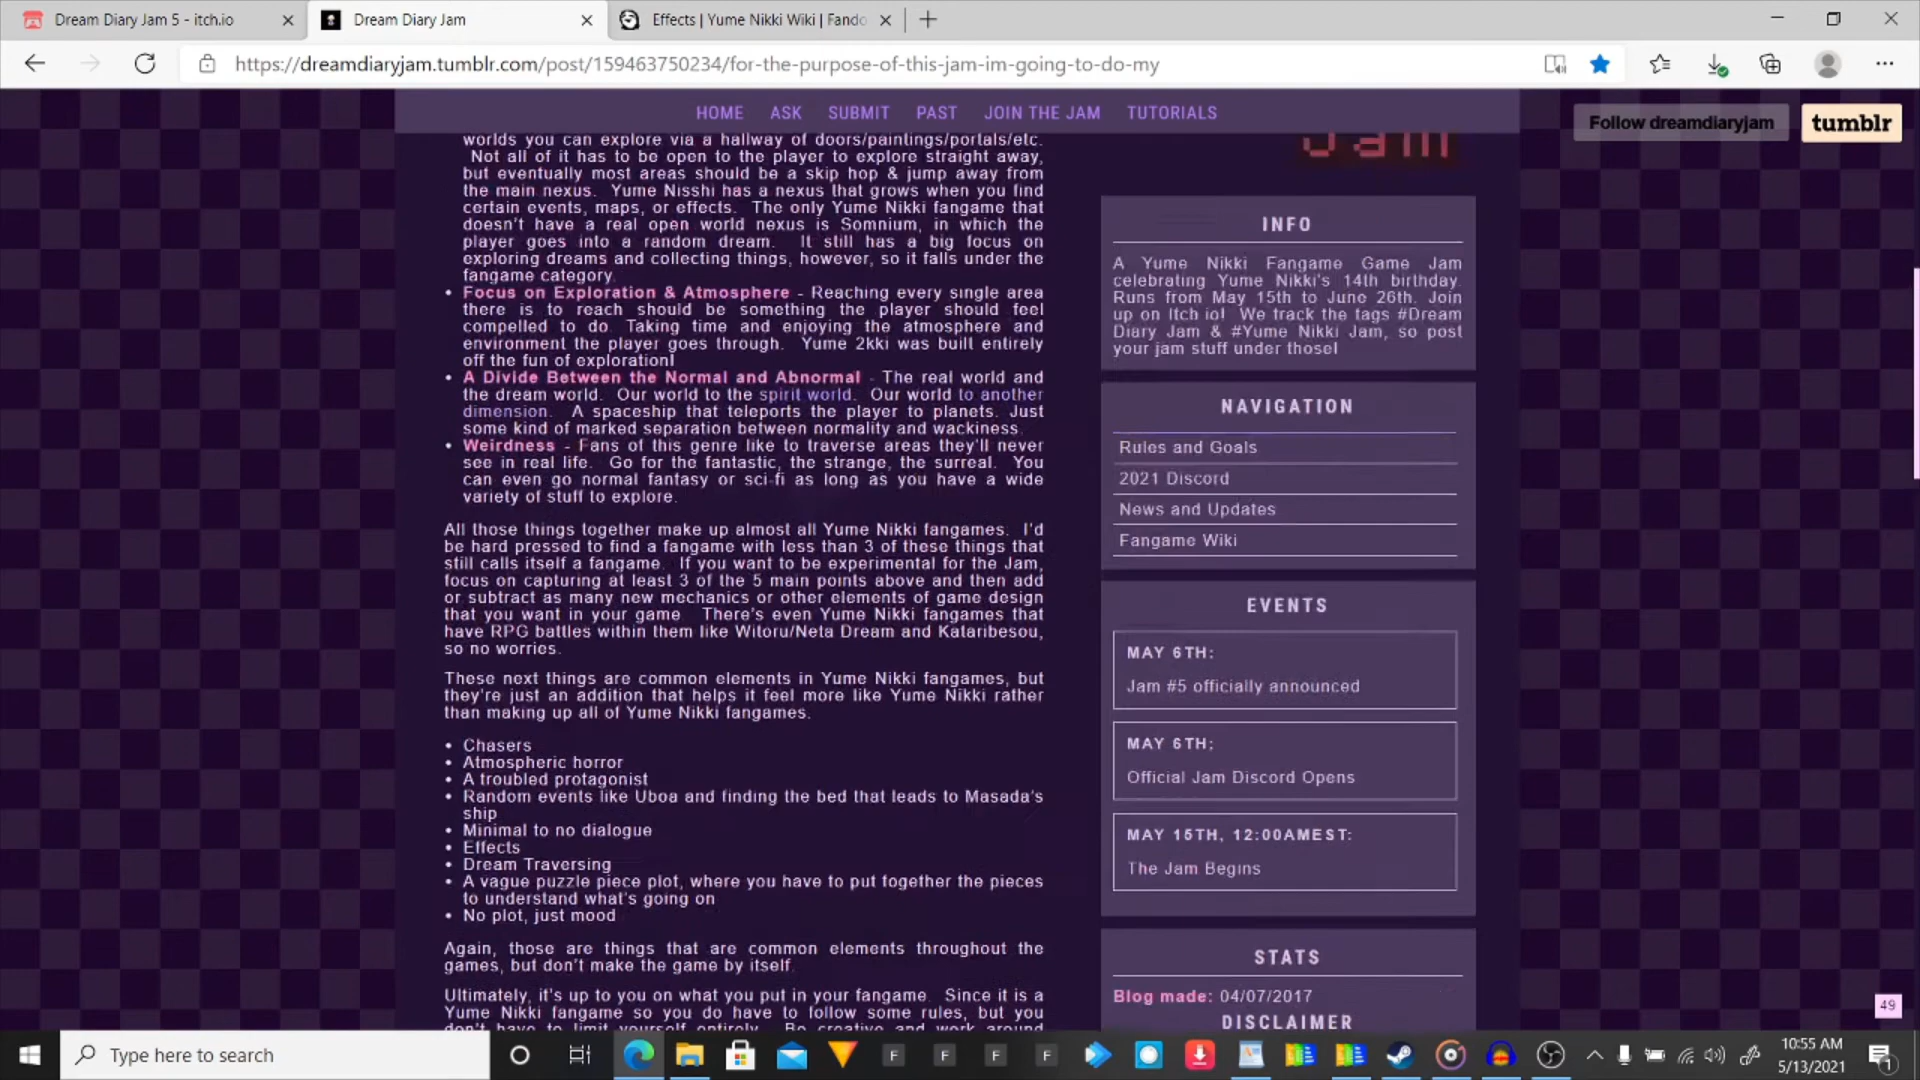 Dream Diary Jam 5 - itch.io
Dream Diary Jam
Effects | Yume Nikki Wiki | Fando
https://dreamdiaryjam.tumblr.com/post/159463750234/for-the-purpose-of-this-jam-im-going-to-do-my
HOME ASK SUBMIT PAST JOIN THE JAM TUTORIALS
Follow dreamdiaryjam
tumblr
worlds you can explore via a hallway of doors/paintings/portals/etc.
Not all of it has to be open to the player to explore straight away,
but eventually most areas should be a skip hop & jump away from
the main nexus. Yume Nisshi has a nexus that grows when you find
certain events, maps, or effects. The only Yume Nikki fangame that
doesn't have a real open world nexus is Somnium, in which the
player goes into a random dream. It still has a big focus on
exploring dreams and collecting things, however, so it falls under the
fangame category.
• Focus on Exploration & Atmosphere - Reaching every single area
there is to reach should be something the player should feel
compelled to do. Taking time and enjoying the atmosphere and
environment the player goes through. Yume 2kki was built entirely
off the fun of exploration!
• A Divide Between the Normal and Abnormal - The real world and
the dream world. Our world to the spirit world. Our world to another
dimension. A spaceship that teleports the player to planets. Just
some kind of marked separation between normality and wackiness.
• Weirdness - Fans of this genre like to traverse areas they'll never
see in real life. Go for the fantastic, the strange, the surreal. You
can even go normal fantasy or sci-fi as long as you have a wide
variety of stuff to explore.
All those things together make up almost all Yume Nikki fangames. I'd
be hard pressed to find a fangame with less than 3 of these things that
still calls itself a fangame. If you want to be experimental for the Jam,
focus on capturing at least 3 of the 5 main points above and then add
or subtract as many new mechanics or other elements of game design
that you want in your game. There's even Yume Nikki fangames that
have RPG battles within them like Witoru/Neta Dream and Kataribesou,
so no worries.
These next things are common elements in Yume Nikki fangames, but
they're just an addition that helps it feel more like Yume Nikki rather
than making up all of Yume Nikki fangames.
• Chasers
• Atmospheric horror
• A troubled protagonist
• Random events like Uboa and finding the bed that leads to Masada's
ship
• Minimal to no dialogue
• Effects
• Dream Traversing
• A vague puzzle piece plot, where you have to put together the pieces
to understand what's going on
• No plot, just mood
Again, those are things that are common elements throughout the
games, but don't make the game by itself.
Ultimately, it's up to you on what you put in your fangame. Since it is a
Yume Nikki fangame so you do have to follow some rules, but you
don't have to limit yourself entirely. Be creative and work around
Jam
INFO
A Yume Nikki Fangame Game Jam
celebrating Yume Nikki's 14th birthday.
Runs from May 15th to June 26th. Join
up on Itch io! We track the tags #Dream
Diary Jam & #Yume Nikki Jam, so post
your jam stuff under those!
NAVIGATION
Rules and Goals
2021 Discord
News and Updates
Fangame Wiki
EVENTS
MAY 6TH:
Jam #5 officially announced
MAY 6TH:
Official Jam Discord Opens
MAY 15TH, 12:00AMEST:
The Jam Begins
STATS
Blog made: 04/07/2017
DISCLAIMER
49
Type here to search
F
F
F
F
10:55 AM
5/13/2021
1